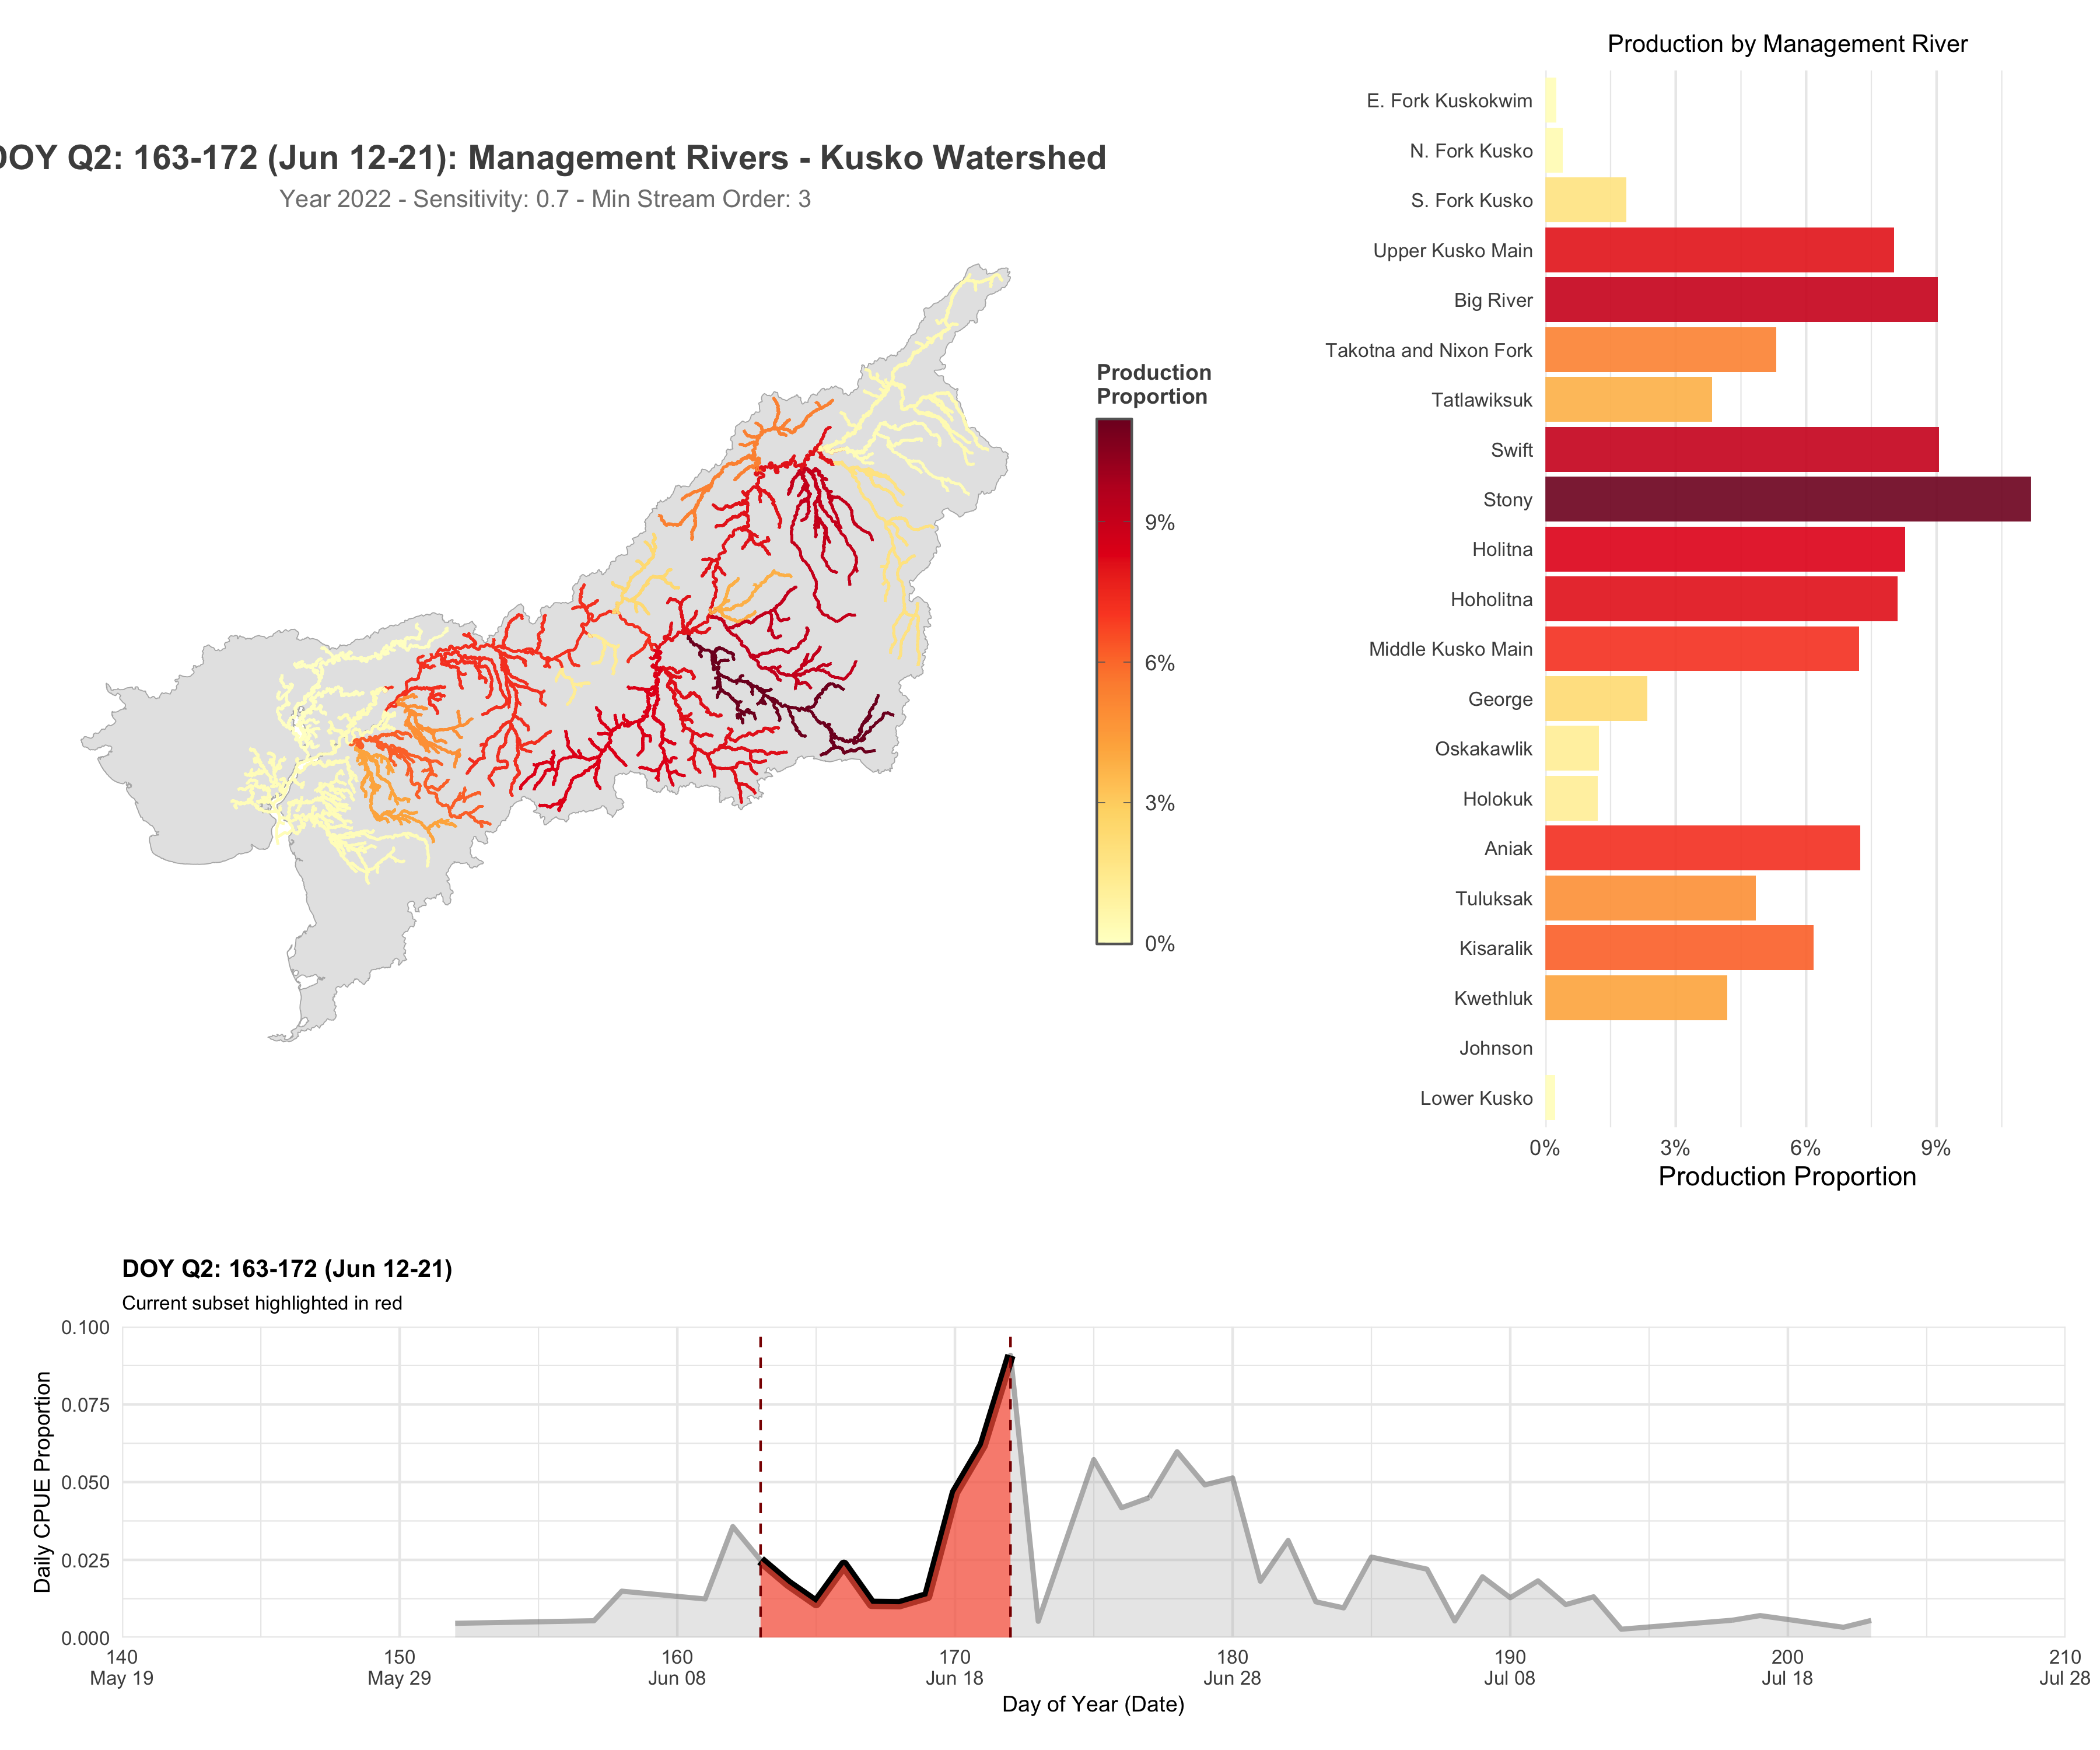 OY Q2: 163-172 (Jun 12-21): Management Rivers - Kusko Watershed
Year 2022 - Sensitivity: 0.7 - Min Stream Order: 3
Production
Proportion
9%
6%
3%
0%
Production by Management River
E. Fork Kuskokwim
N. Fork Kusko
S. Fork Kusko
Upper Kusko Main
Big River
Takotna and Nixon Fork
Tatlawiksuk
Swift
Stony
Holitna
Hoholitna
Middle Kusko Main
George
Oskakawlik
Holokuk
Aniak
Tuluksak
Kisaralik
Kwethluk
Johnson
Lower Kusko
0% 3% 6% 9%
Production Proportion
DOY Q2: 163-172 (Jun 12-21)
Current subset highlighted in red
Daily CPUE Proportion
0.100
0.075
0.050
0.025
0.000
140 150 160 170 180 190 200 210
May 19 May 29 Jun 08 Jun 18 Jun 28 Jul 08 Jul 18 Jul 28
Day of Year (Date)